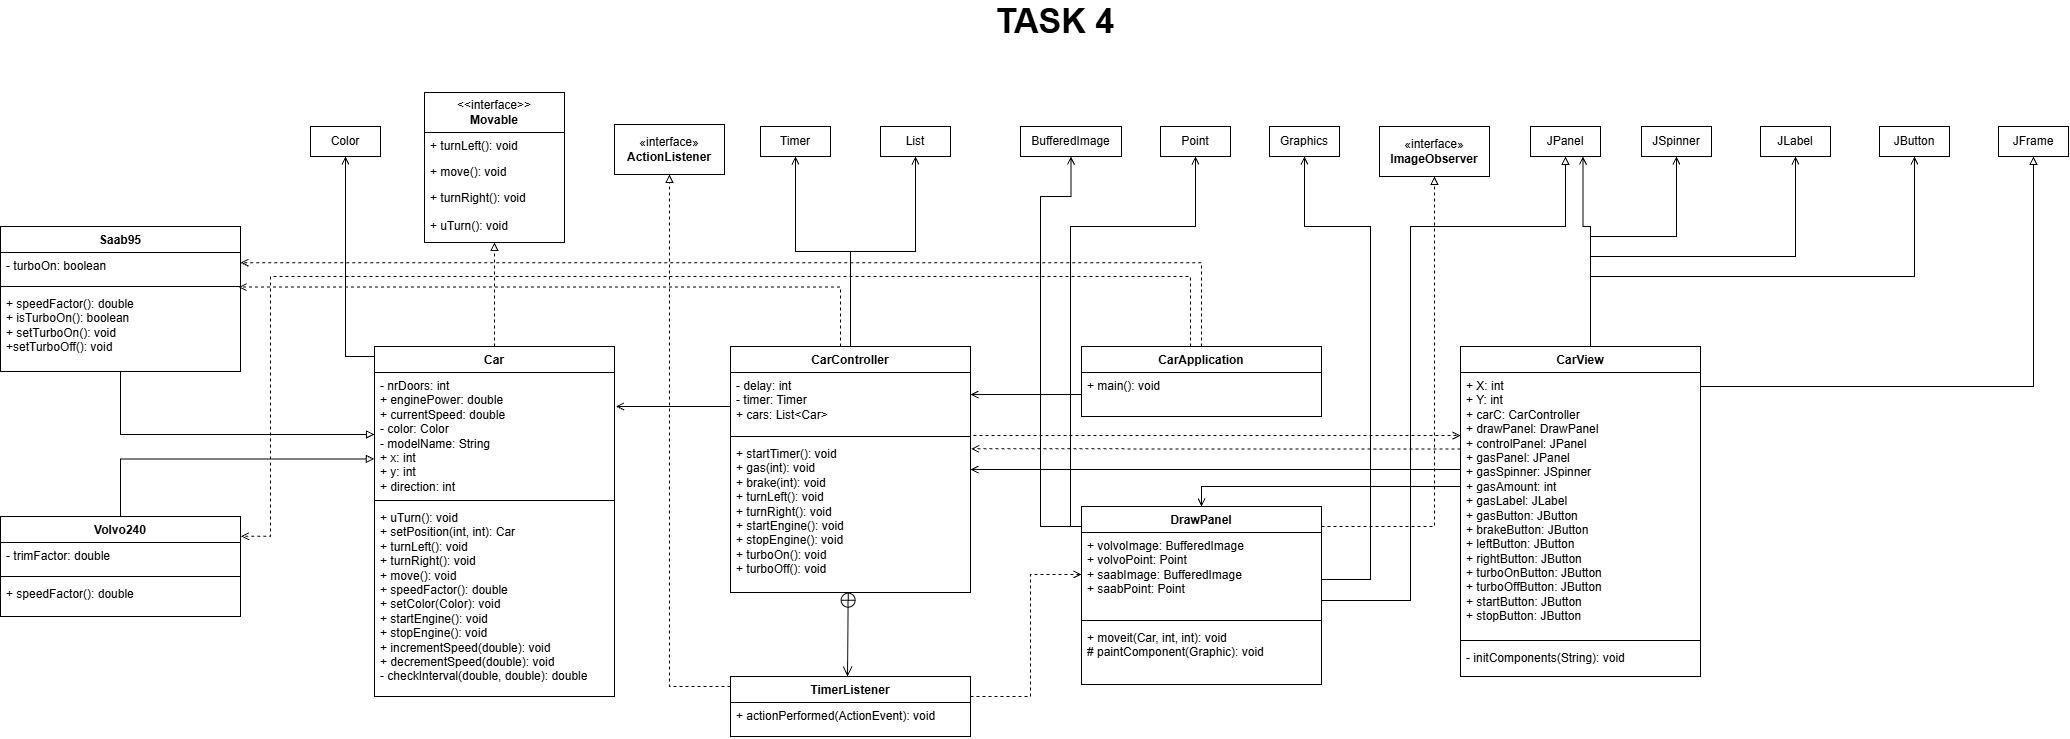 TASK 4
<<interface>>
Movable
+ turnLeft(): void
+ move(): void
+ turnRight(): void
+ uTurn(): void
Color
«interface»
ActionListener
Timer
List
BufferedImage
Point
Graphics
«interface»
ImageObserver
JPanel
JSpinner
JLabel
JButton
JFrame
Saab95
- turboOn: boolean
+ speedFactor(): double
+ isTurboOn(): boolean
+ setTurboOn(): void
+setTurboOff(): void
Volvo240
- trimFactor: double
+ speedFactor(): double
Car
- nrDoors: int
+ enginePower: double
+ currentSpeed: double
- color: Color
- modelName: String
+ x: int
+ y: int
+ direction: int
+ uTurn(): void
+ setPosition(int, int): Car
+ turnLeft(): void
+ turnRight(): void
+ move(): void
+ speedFactor(): double
+ setColor(Color): void
+ startEngine(): void
+ stopEngine(): void
+ incrementSpeed(double): void
+ decrementSpeed(double): void
- checkInterval(double, double): double
CarController
- delay: int
- timer: Timer
+ cars: List<Car>
+ startTimer(): void
+ gas(int): void
+ brake(int): void
+ turnLeft(): void
+ turnRight(): void
+ startEngine(): void
+ stopEngine(): void
+ turboOn(): void
+ turboOff(): void
TimerListener
+ actionPerformed(ActionEvent): void
CarApplication
+ main(): void
DrawPanel
+ volvoImage: BufferedImage
+ volvoPoint: Point
+ saabImage: BufferedImage
+ saabPoint: Point
+ moveit(Car, int, int): void
# paintComponent(Graphic): void
CarView
+ X: int
+ Y: int
+ carC: CarController
+ drawPanel: DrawPanel
+ controlPanel: JPanel
+ gasPanel: JPanel
+ gasSpinner: JSpinner
+ gasAmount: int
+ gasLabel: JLabel
+ gasButton: JButton
+ brakeButton: JButton
+ leftButton: JButton
+ rightButton: JButton
+ turboOnButton: JButton
+ turboOffButton: JButton
+ startButton: JButton
+ stopButton: JButton
- initComponents(String): void